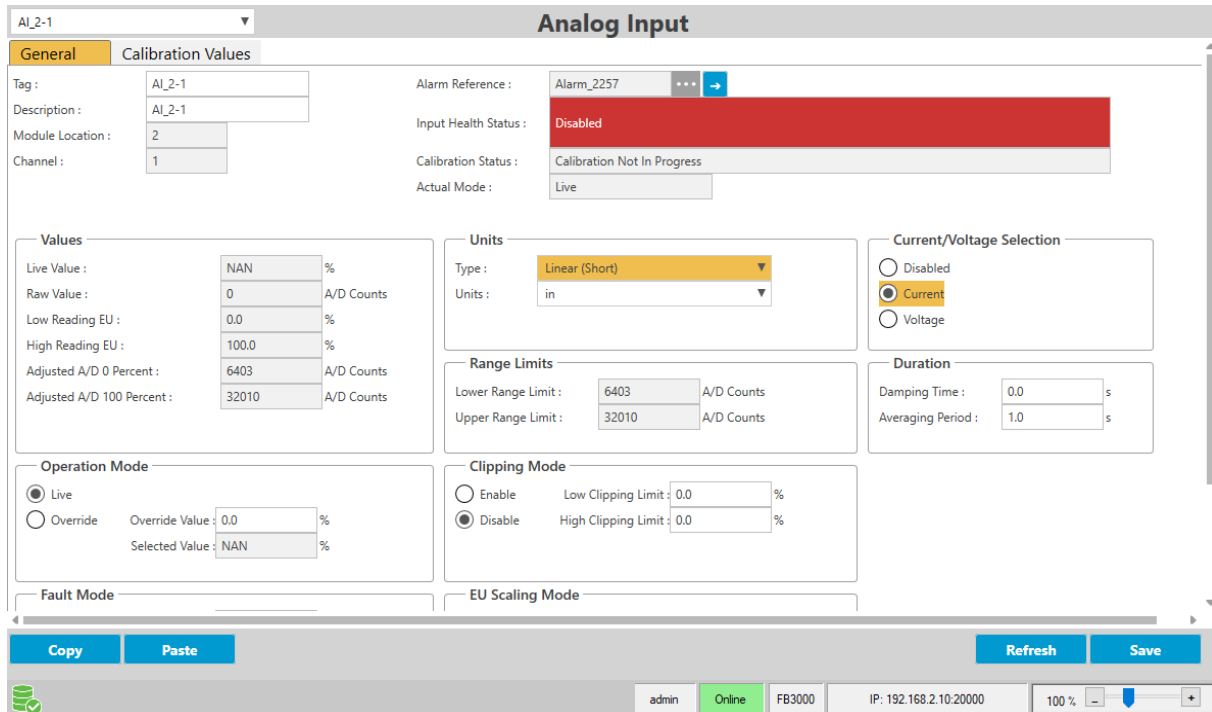 AI_2-1
Analog Input
General Calibration Values
Tag : AI_2-1
Description : AI_2-1
Module Location : 2
Channel : 1
Alarm Reference : Alarm_2257
Input Health Status : Disabled
Calibration Status : Calibration Not In Progress
Actual Mode : Live
Values
Live Value : NAN %
Raw Value : 0 A/D Counts
Low Reading EU : 0.0 %
High Reading EU : 100.0 %
Adjusted A/D 0 Percent : 6403 A/D Counts
Adjusted A/D 100 Percent : 32010 A/D Counts
Units
Type : Linear (Short)
Units : in
Current/Voltage Selection
Disabled
Current
Voltage
Range Limits
Lower Range Limit : 6403 A/D Counts
Upper Range Limit : 32010 A/D Counts
Duration
Damping Time : 0.0 s
Averaging Period : 1.0 s
Operation Mode
Live
Override Override Value : 0.0 %
Selected Value : NAN %
Clipping Mode
Enable Low Clipping Limit : 0.0 %
Disable High Clipping Limit : 0.0 %
Fault Mode
EU Scaling Mode
Copy Paste Refresh Save
admin Online FB3000 IP: 192.168.2.10:20000 100 %